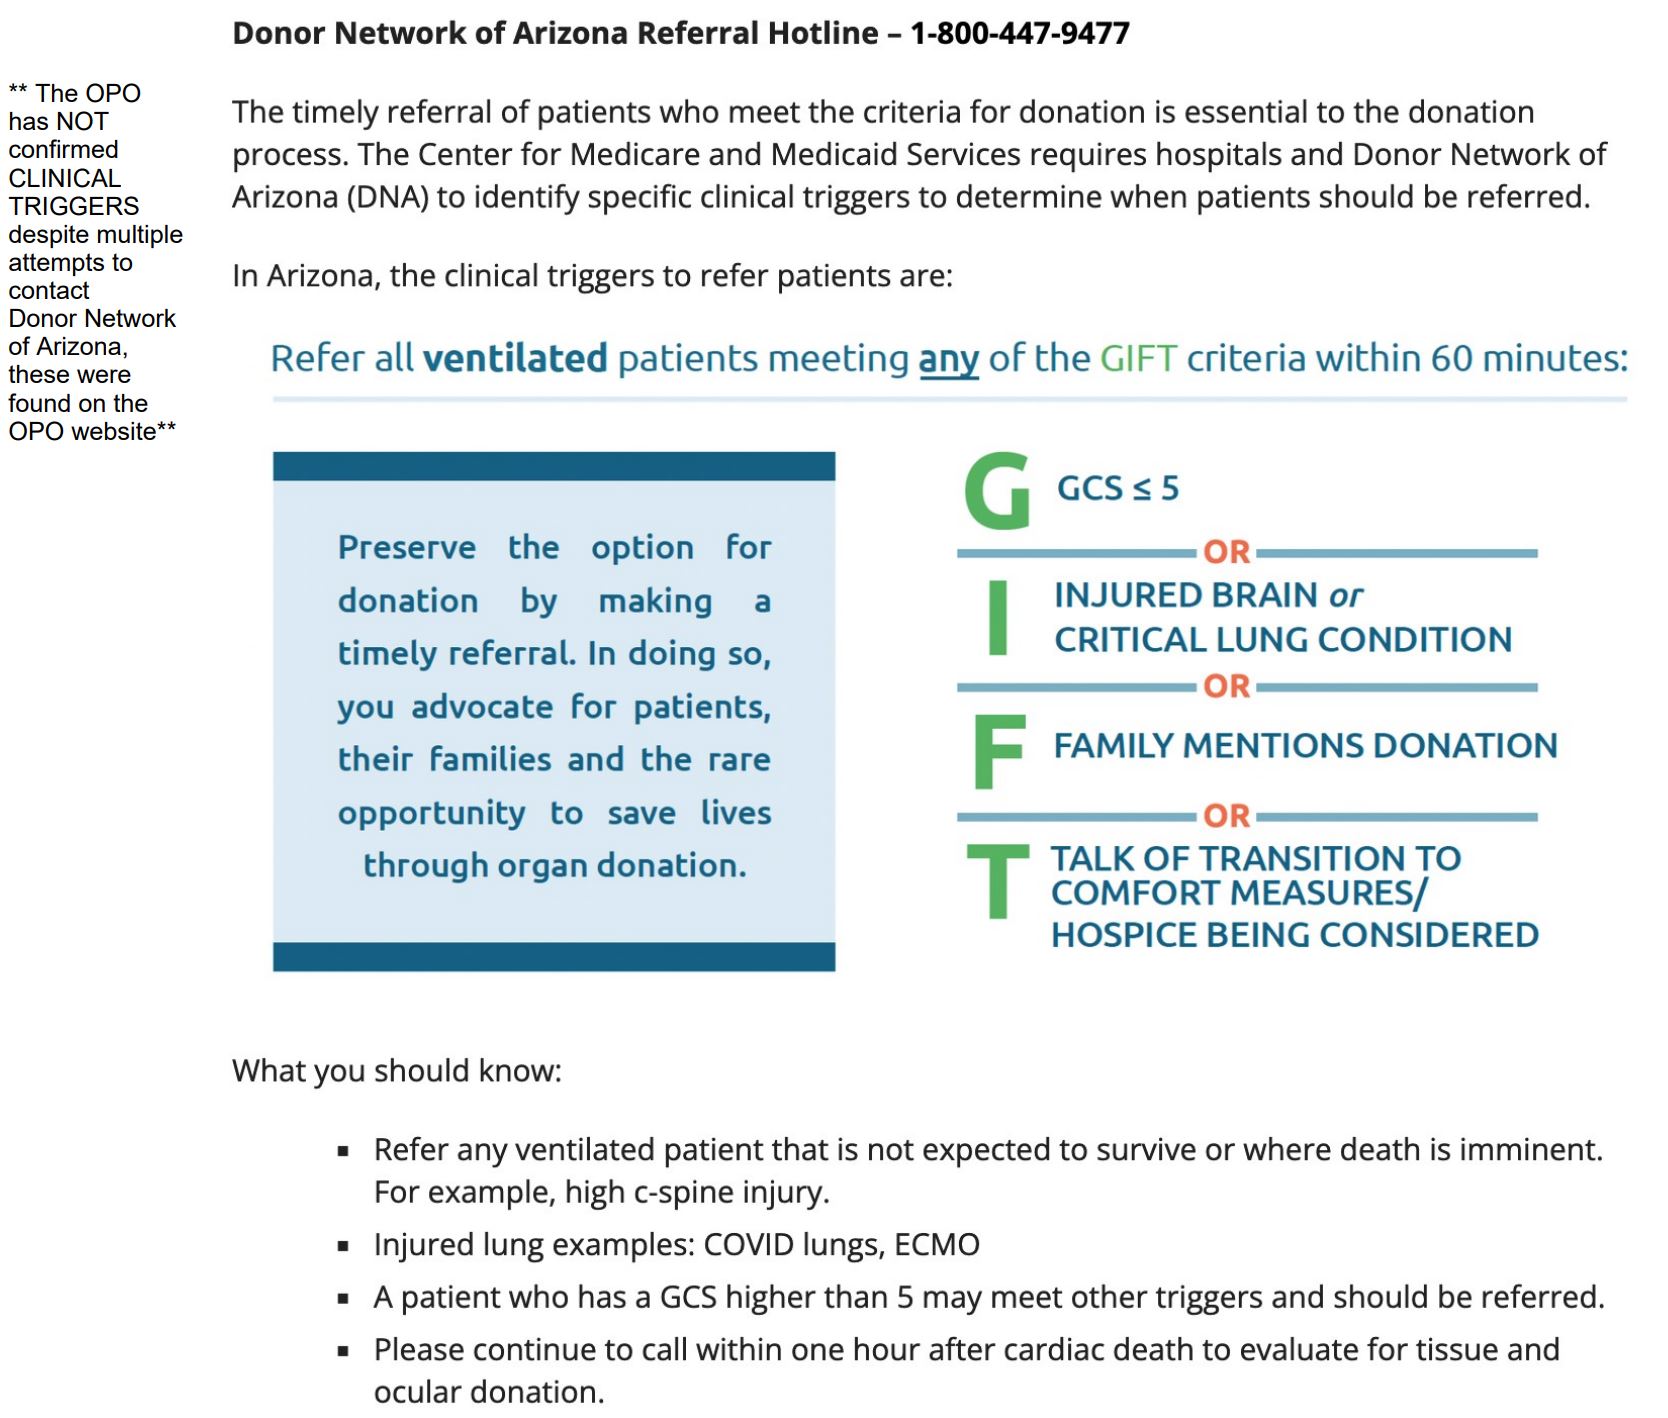 Donor Network of Arizona Referral Hotline – 1-800-447-9477
** The OPO
has NOT
confirmed
CLINICAL
TRIGGERS
despite multiple
attempts to
contact
Donor Network
of Arizona,
these were
found on the
OPO website**
The timely referral of patients who meet the criteria for donation is essential to the donation
process. The Center for Medicare and Medicaid Services requires hospitals and Donor Network of
Arizona (DNA) to identify specific clinical triggers to determine when patients should be referred.
In Arizona, the clinical triggers to refer patients are:
Refer all ventilated patients meeting any of the GIFT criteria within 60 minutes:
Preserve the option for
donation by making a
timely referral. In doing so,
you advocate for patients,
their families and the rare
opportunity to save lives
through organ donation.
G GCS ≤ 5
OR
I INJURED BRAIN or
CRITICAL LUNG CONDITION
OR
F FAMILY MENTIONS DONATION
OR
T TALK OF TRANSITION TO
COMFORT MEASURES/
HOSPICE BEING CONSIDERED
What you should know:
▪ Refer any ventilated patient that is not expected to survive or where death is imminent.
For example, high c-spine injury.
▪ Injured lung examples: COVID lungs, ECMO
▪ A patient who has a GCS higher than 5 may meet other triggers and should be referred.
▪ Please continue to call within one hour after cardiac death to evaluate for tissue and
ocular donation.